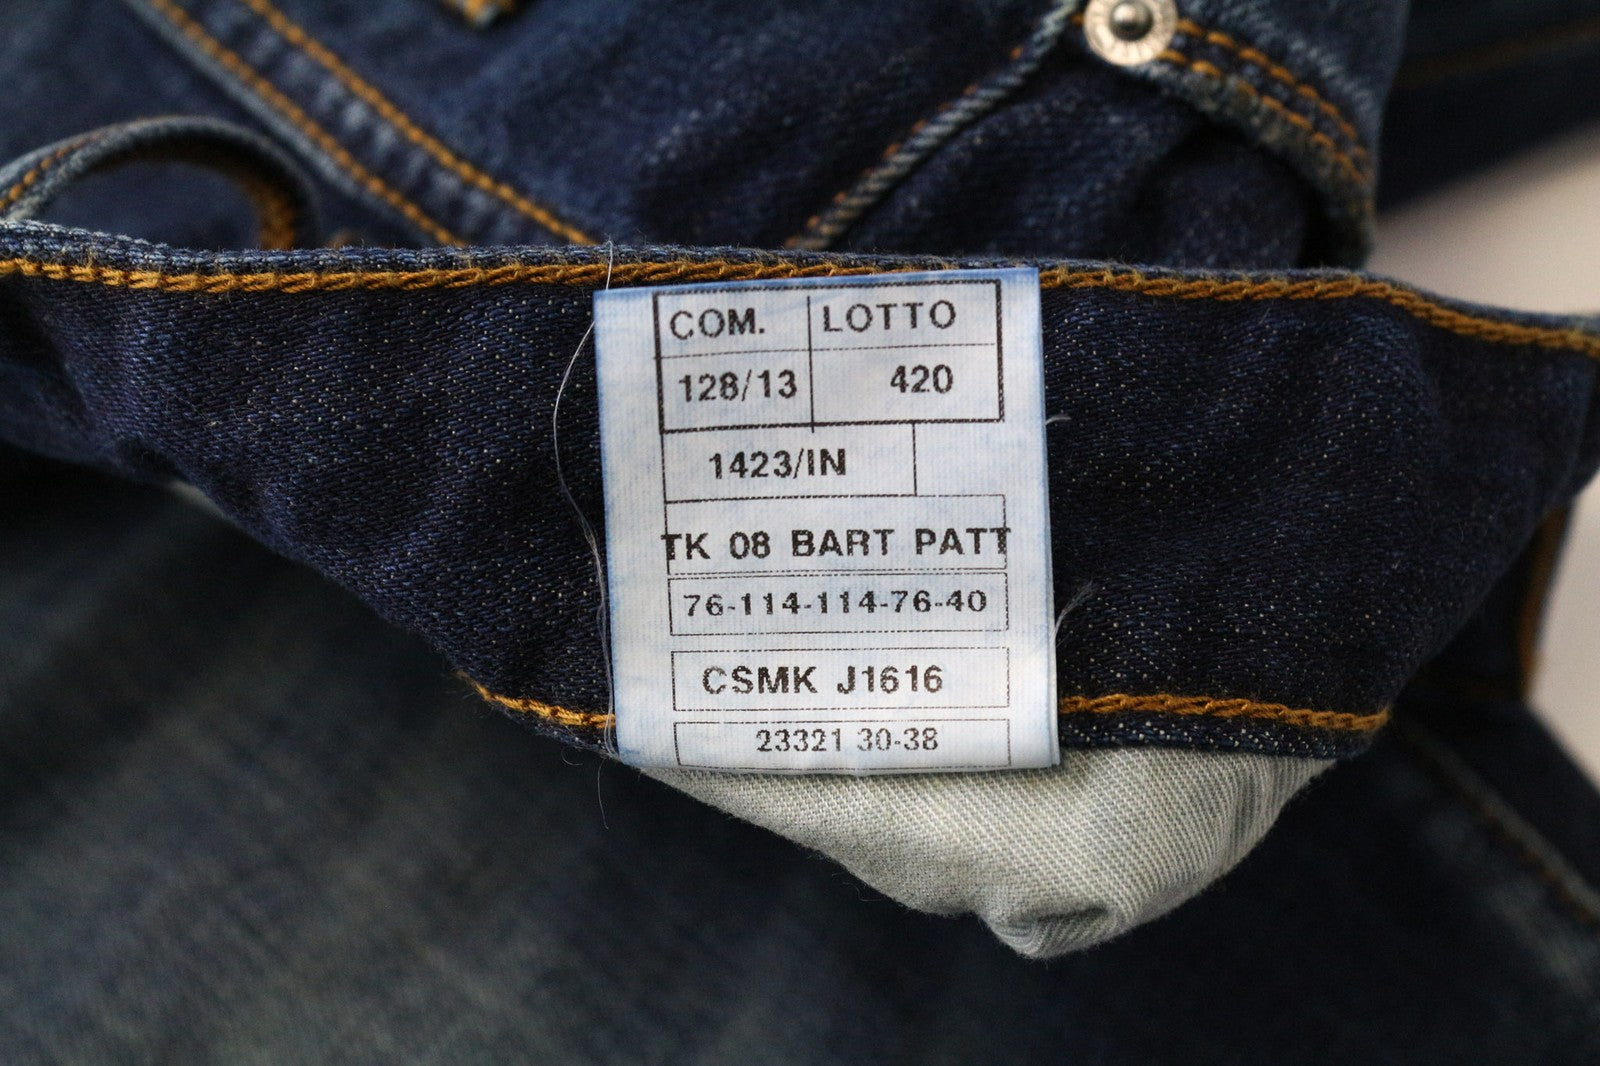 COM. LOTTO
128/13 420
1423/IN
TK 08 BART PATT
76-114-114-76-40
CSMK J1616
23321 30-38